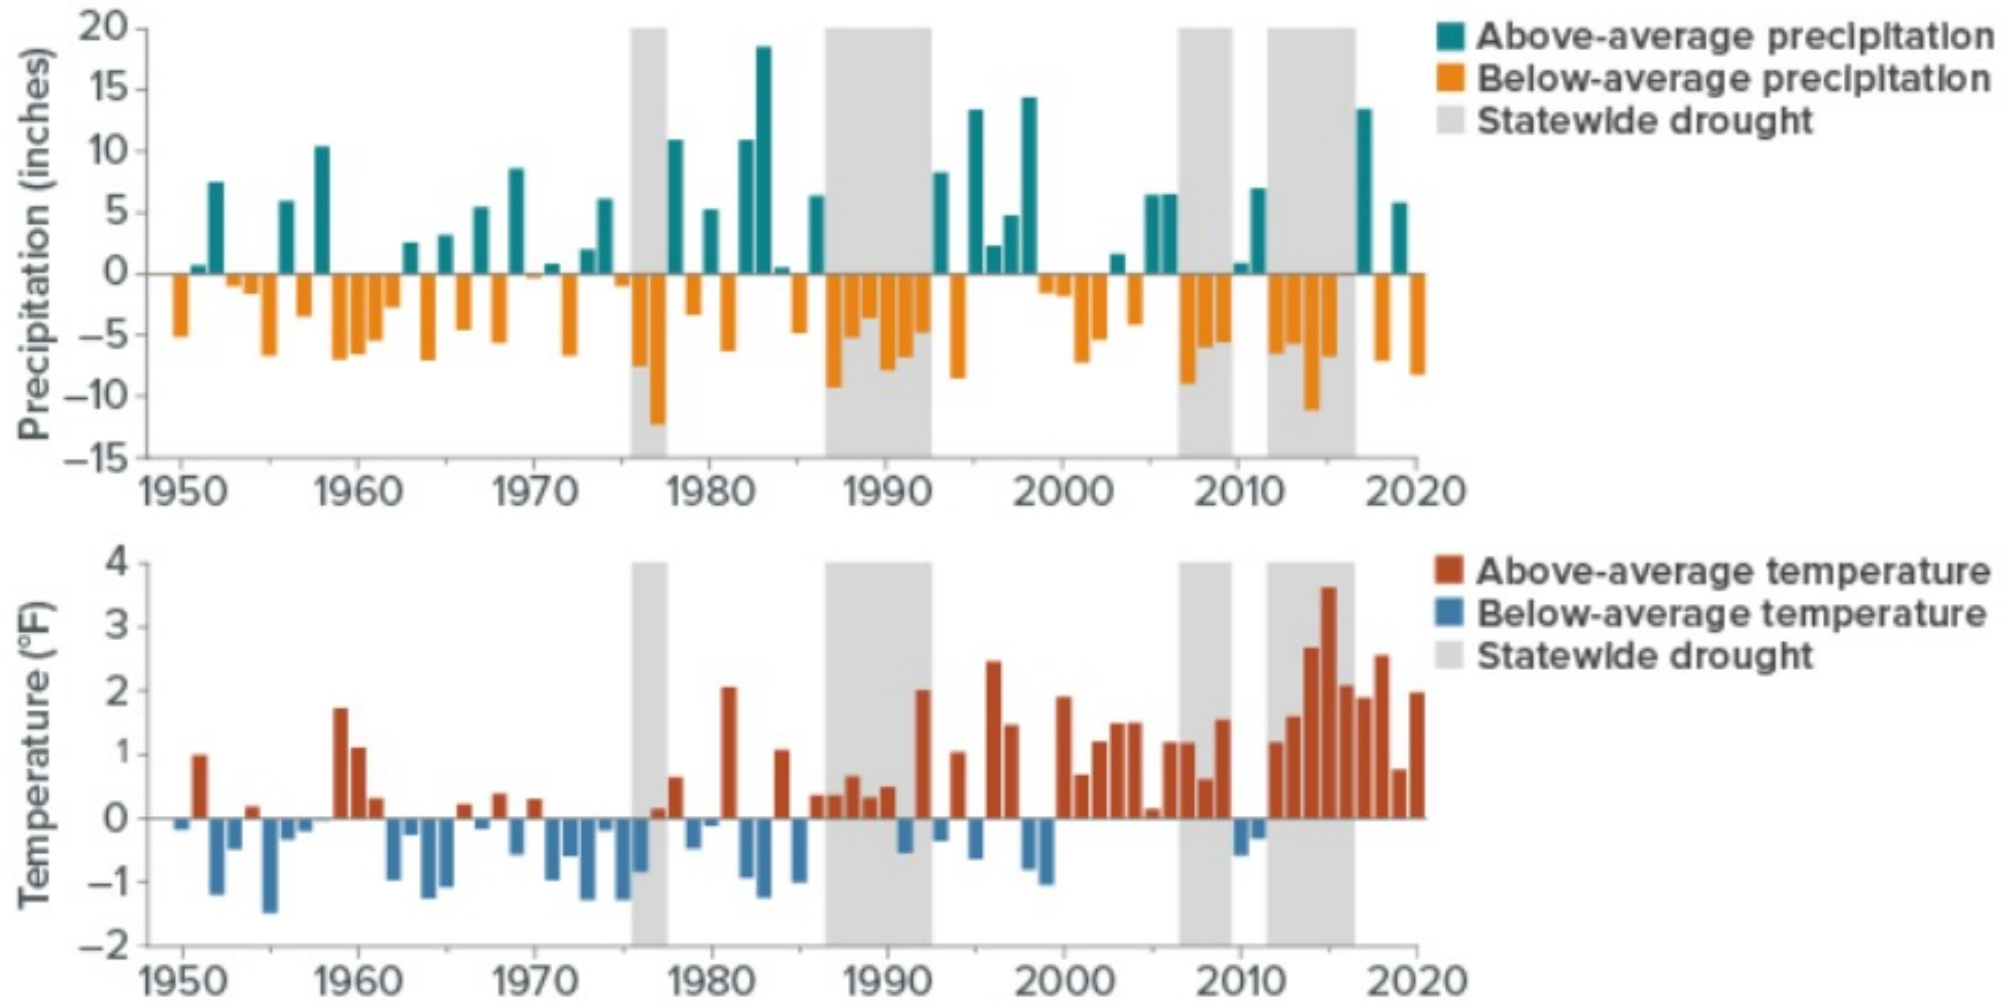 Precipitation (inches)
20
15
10
5
0
−5
−10
−15
1950 1960 1970 1980 1990 2000 2010 2020
Above-average precipitation
Below-average precipitation
Statewide drought
Temperature (°F)
4
3
2
1
0
−1
−2
1950 1960 1970 1980 1990 2000 2010 2020
Above-average temperature
Below-average temperature
Statewide drought